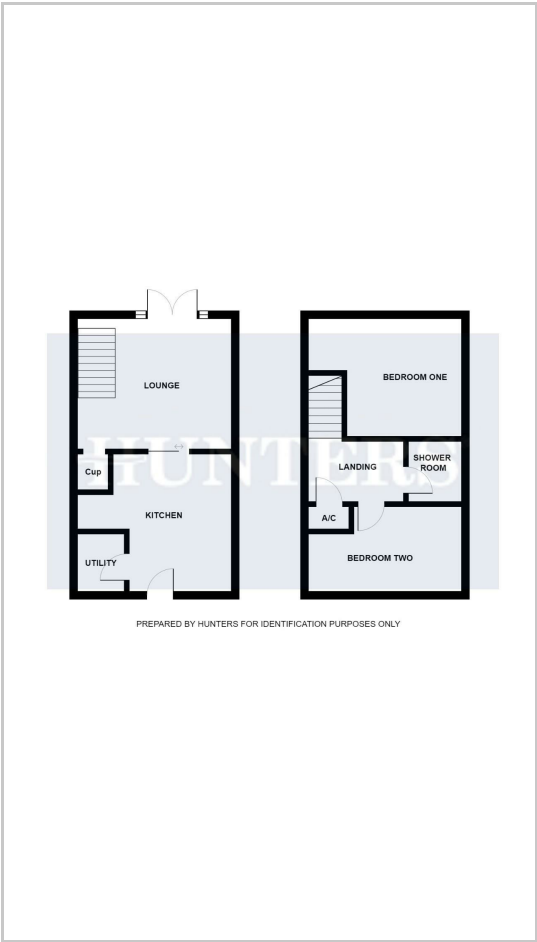 LOUNGE
Cup
KITCHEN
UTILITY
BEDROOM ONE
LANDING
SHOWER
ROOM
A/C
BEDROOM TWO
HUNTERS
PREPARED BY HUNTERS FOR IDENTIFICATION PURPOSES ONLY